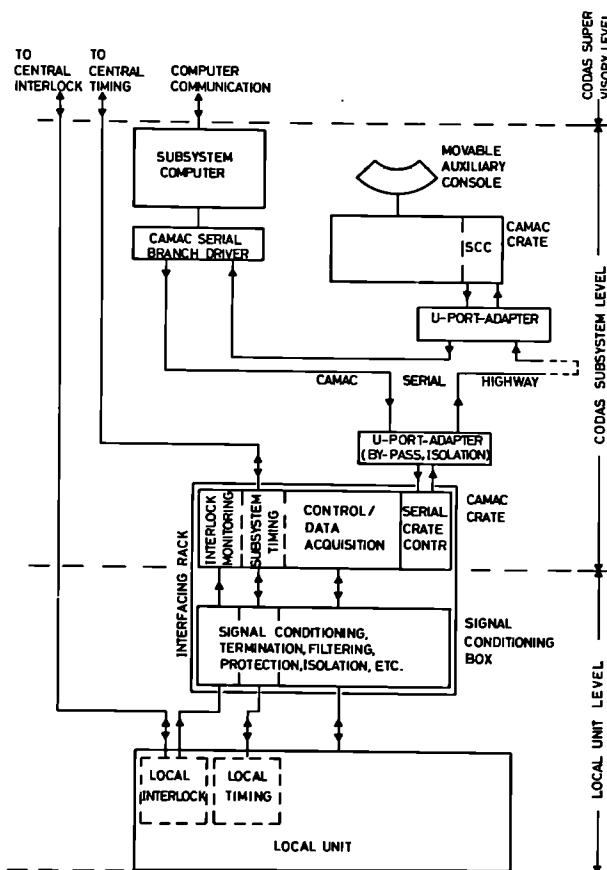 TO
CENTRAL
INTERLOCK
TO
CENTRAL
TIMING
COMPUTER
COMMUNICATION
CODAS SUPER
VISORY LEVEL
SUBSYSTEM
COMPUTER
MOVABLE
AUXILIARY
CONSOLE
CAMAC SERIAL
BRANCH DRIVER
SCC
CAMAC
CRATE
U-PORT-ADAPTER
CAMAC SERIAL HIGHWAY
CODAS SUBSYSTEM LEVEL
U-PORT-ADAPTER
(BY-PASS, ISOLATION)
INTERFACING RACK
INTERLOCK
MONITORING
SUBSYSTEM
TIMING
CONTROL/
DATA
ACQUISITION
SERIAL
CRATE
CONTR
CAMAC
CRATE
SIGNAL CONDITIONING,
TERMINATION, FILTERING,
PROTECTION, ISOLATION, ETC.
SIGNAL
CONDITIONING
BOX
LOCAL UNIT LEVEL
LOCAL
INTERLOCK
LOCAL
TIMING
LOCAL UNIT